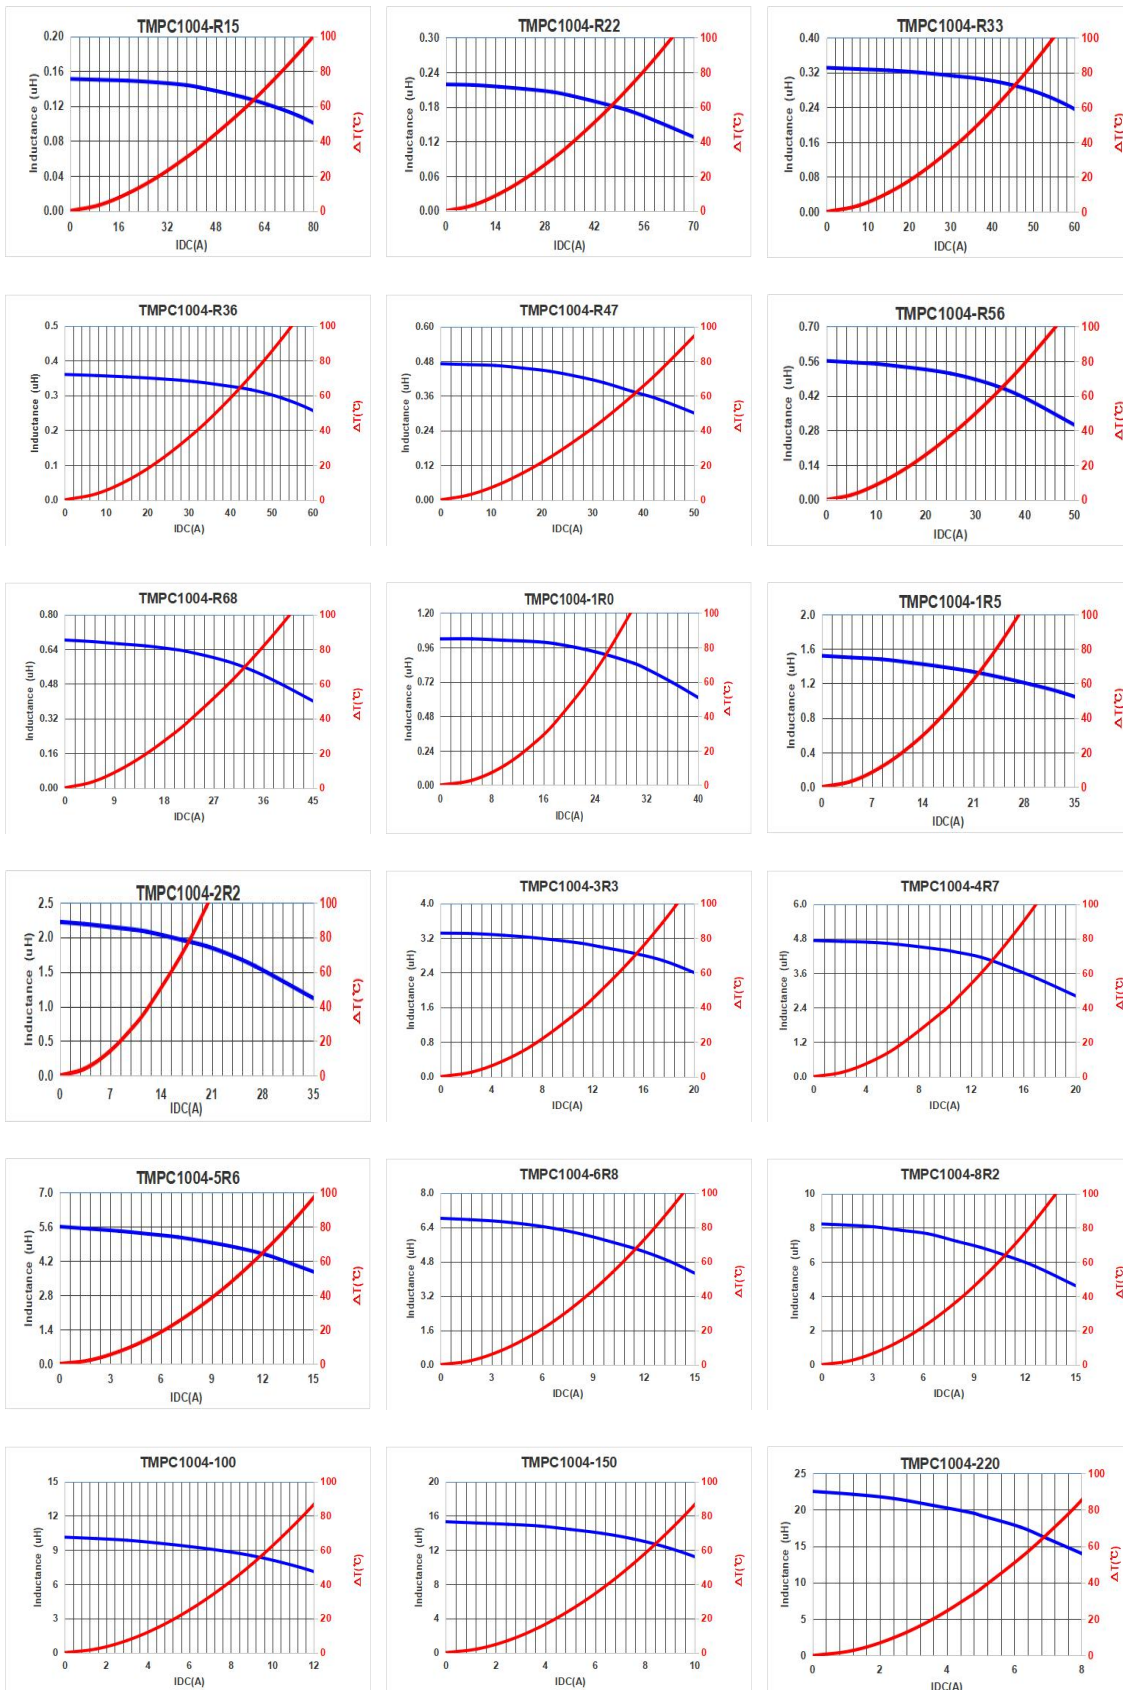 TMPC1004-R15
Inductance (uH)
0.20
0.16
0.12
0.08
0.04
0.00
100
80
60
40
20
0
ΔT(℃)
0 16 32 48 64 80
IDC(A)
TMPC1004-R22
Inductance (uH)
0.30
0.24
0.18
0.12
0.06
0.00
100
80
60
40
20
0
ΔT(℃)
0 14 28 42 56 70
IDC(A)
TMPC1004-R33
Inductance (uH)
0.40
0.32
0.24
0.16
0.08
0.00
100
80
60
40
20
0
ΔT(℃)
0 10 20 30 40 50 60
IDC(A)
TMPC1004-R36
Inductance (uH)
0.5
0.4
0.3
0.2
0.1
0.0
100
80
60
40
20
0
ΔT(℃)
0 10 20 30 40 50 60
IDC(A)
TMPC1004-R47
Inductance (uH)
0.60
0.48
0.36
0.24
0.12
0.00
100
80
60
40
20
0
ΔT(℃)
0 10 20 30 40 50
IDC(A)
TMPC1004-R56
Inductance (uH)
0.70
0.56
0.42
0.28
0.14
0.00
100
80
60
40
20
0
ΔT(℃)
0 10 20 30 40 50
IDC(A)
TMPC1004-R68
Inductance (uH)
0.80
0.64
0.48
0.32
0.16
0.00
100
80
60
40
20
0
ΔT(℃)
0 9 18 27 36 45
IDC(A)
TMPC1004-1R0
Inductance (uH)
1.20
0.96
0.72
0.48
0.24
0.00
100
80
60
40
20
0
ΔT(℃)
0 8 16 24 32 40
IDC(A)
TMPC1004-1R5
Inductance (uH)
2.0
1.6
1.2
0.8
0.4
0.0
100
80
60
40
20
0
ΔT(℃)
0 7 14 21 28 35
IDC(A)
TMPC1004-2R2
Inductance (uH)
2.5
2.0
1.5
1.0
0.5
0.0
100
80
60
40
20
0
ΔT(℃)
0 7 14 21 28 35
IDC(A)
TMPC1004-3R3
Inductance (uH)
4.0
3.2
2.4
1.6
0.8
0.0
100
80
60
40
20
0
ΔT(℃)
0 4 8 12 16 20
IDC(A)
TMPC1004-4R7
Inductance (uH)
6.0
4.8
3.6
2.4
1.2
0.0
100
80
60
40
20
0
ΔT(℃)
0 4 8 12 16 20
IDC(A)
TMPC1004-5R6
Inductance (uH)
7.0
5.6
4.2
2.8
1.4
0.0
100
80
60
40
20
0
ΔT(℃)
0 3 6 9 12 15
IDC(A)
TMPC1004-6R8
Inductance (uH)
8.0
6.4
4.8
3.2
1.6
0.0
100
80
60
40
20
0
ΔT(℃)
0 3 6 9 12 15
IDC(A)
TMPC1004-8R2
Inductance (uH)
10
8
6
4
2
0
100
80
60
40
20
0
ΔT(℃)
0 3 6 9 12 15
IDC(A)
TMPC1004-100
Inductance (uH)
15
12
9
6
3
0
100
80
60
40
20
0
ΔT(℃)
0 2 4 6 8 10 12
IDC(A)
TMPC1004-150
Inductance (uH)
20
16
12
8
4
0
100
80
60
40
20
0
ΔT(℃)
0 2 4 6 8 10
IDC(A)
TMPC1004-220
Inductance (uH)
25
20
15
10
5
0
100
80
60
40
20
0
ΔT(℃)
0 2 4 6 8
IDC(A)